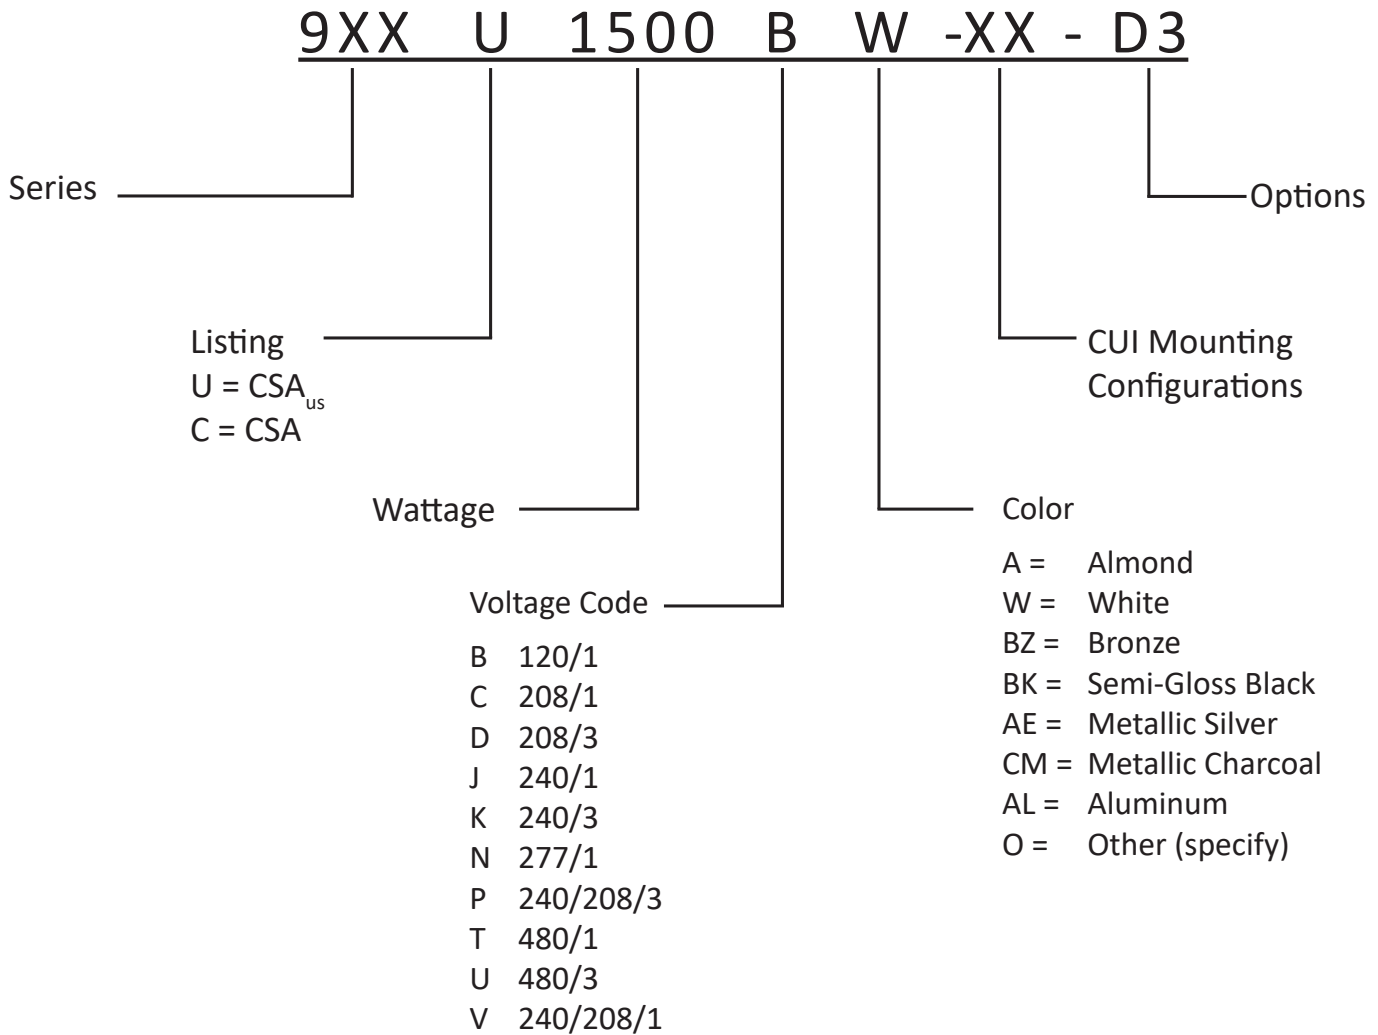 9XX U 1500 B W -XX - D3
Series
Options
Listing
U = CSAus
C = CSA
CUI Mounting
Configurations
Wattage
Color
A = Almond
W = White
BZ = Bronze
BK = Semi-Gloss Black
AE = Metallic Silver
CM = Metallic Charcoal
AL = Aluminum
O = Other (specify)
Voltage Code
B 120/1
C 208/1
D 208/3
J 240/1
K 240/3
N 277/1
P 240/208/3
T 480/1
U 480/3
V 240/208/1